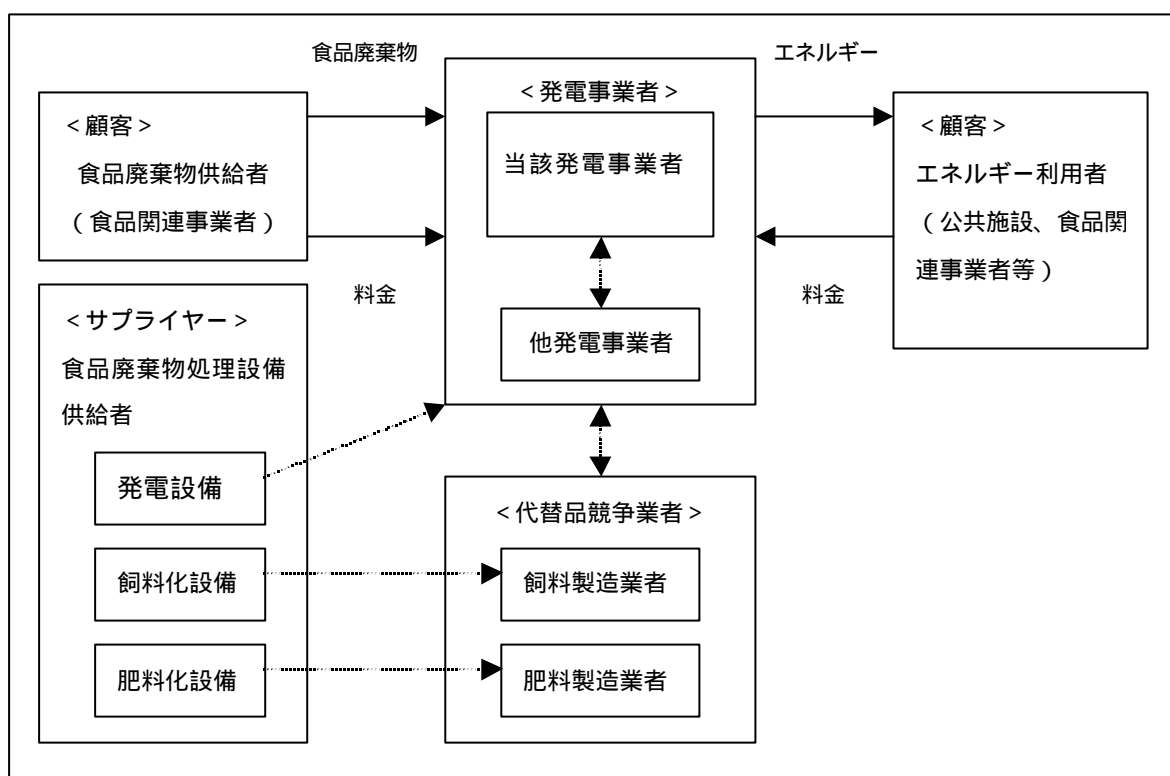 食品廃棄物
エネルギー
<顧客>
食品廃棄物供給者
(食品関連事業者)
料金
<サプライヤー>
食品廃棄物処理設備
供給者
発電設備
飼料化設備
肥料化設備
<発電事業者>
当該発電事業者
他発電事業者
<代替品競争業者>
飼料製造業者
肥料製造業者
<顧客>
エネルギー利用者
(公共施設、食品関
連事業者等)
料金